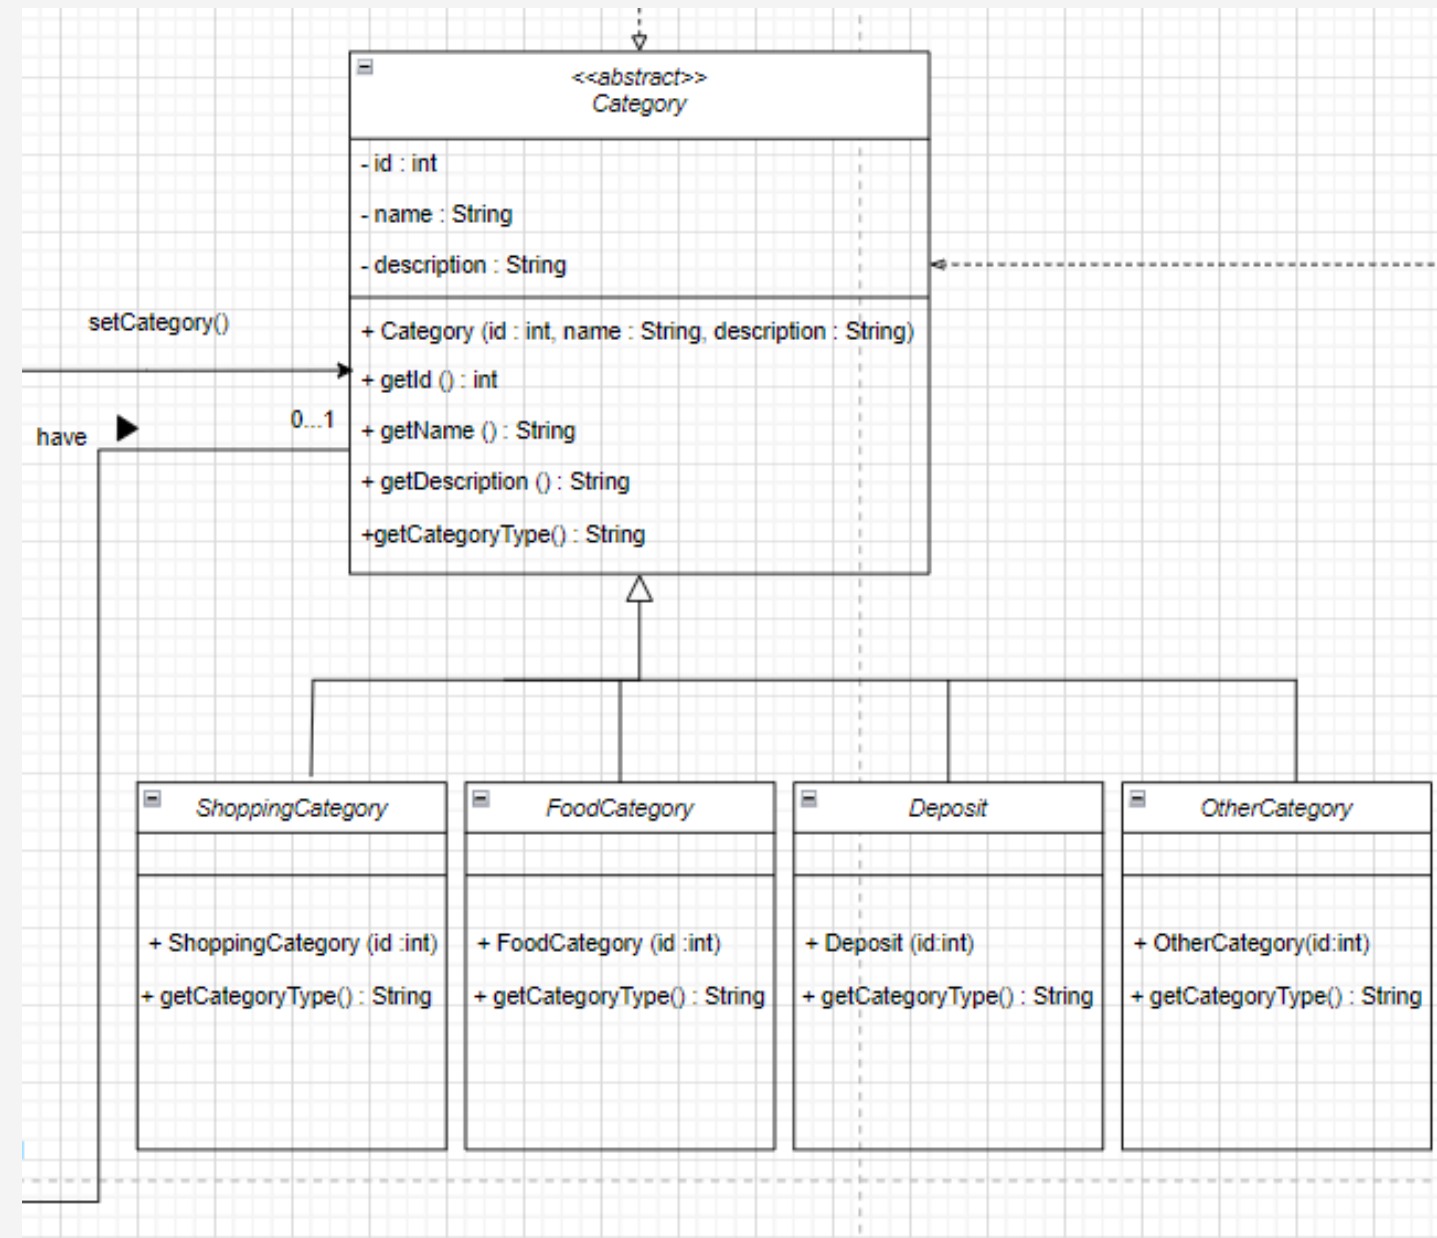 <<abstract>>
Category
- id : int
- name : String
- description : String
setCategory()
+ Category (id : int, name : String, description : String)
+ getId () : int
have
0...1
+ getName () : String
+ getDescription () : String
+getCategoryType() : String
ShoppingCategory
+ ShoppingCategory (id :int)
+ getCategoryType() : String
FoodCategory
+ FoodCategory (id :int)
+ getCategoryType() : String
Deposit
+ Deposit (id:int)
+ getCategoryType() : String
OtherCategory
+ OtherCategory(id:int)
+ getCategoryType() : String